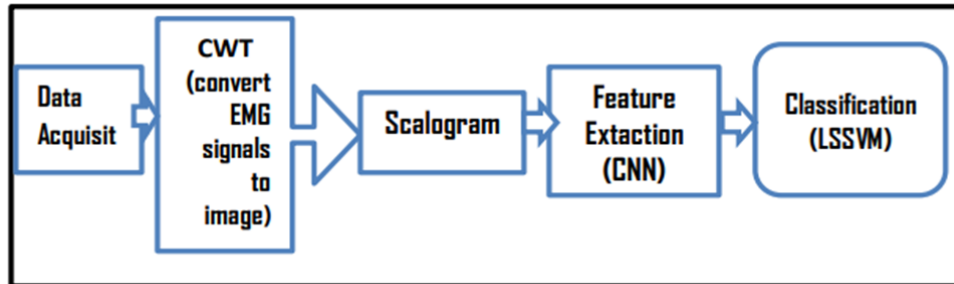 Data
Acquisit
CWT
(convert
EMG
signals
to
image)
Scalogram
Feature
Extaction
(CNN)
Classification
(LSSVM)